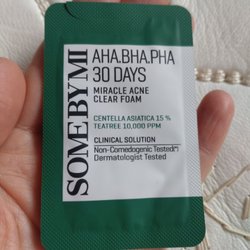 SOMEBYMI
AHA.BHA.PHA
30 DAYS
MIRACLE ACNE
CLEAR FOAM
CENTELLA ASIATICA 15 %
TEATREE 10,000 PPM
CLINICAL SOLUTION
Non-Comedogenic Tested(*)
Dermatologist Tested